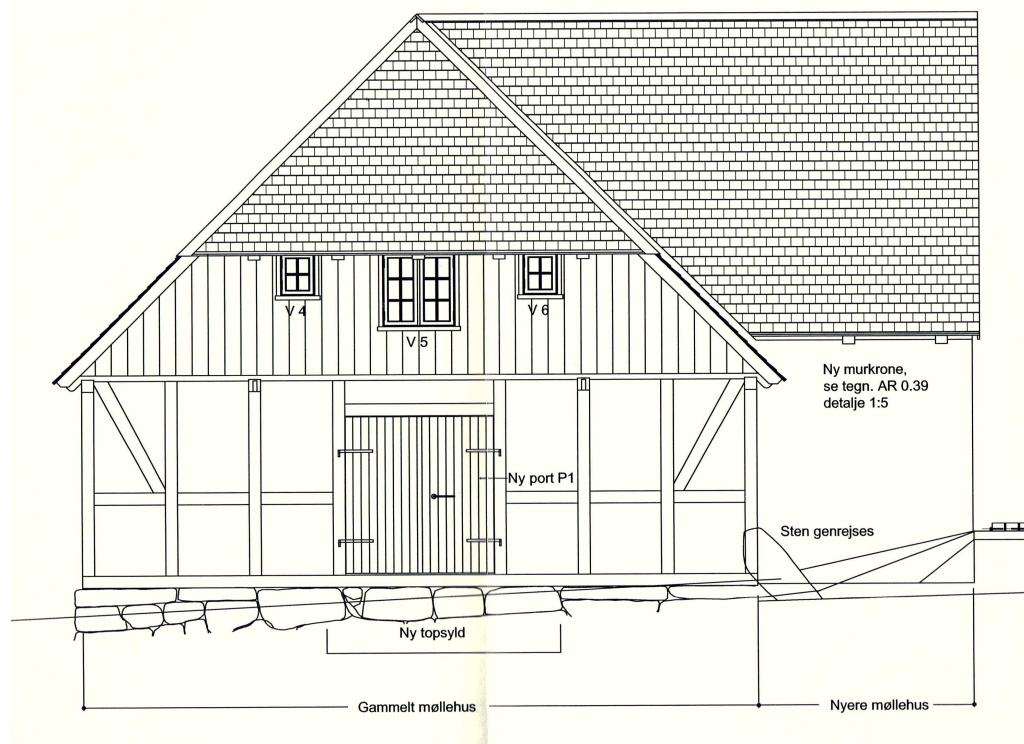 V 4
V 5
V 6
Ny murkrone,
se tegn. AR 0.39
detalje 1:5
Ny port P1
Sten genrejses
Ny topsyld
Gammelt møllehus
Nyere møllehus